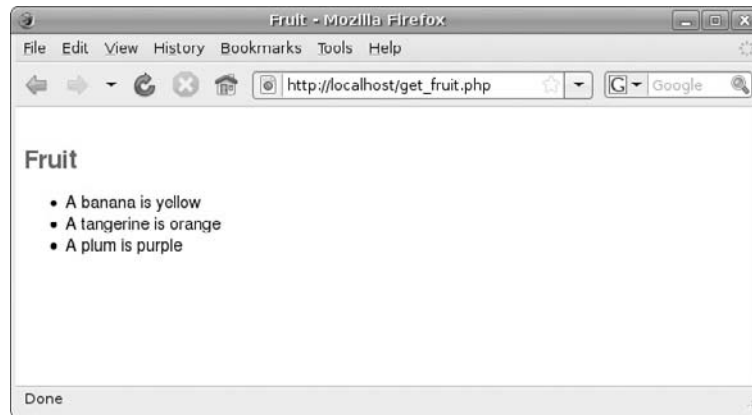 Fruit - Mozilla Firefox
File Edit View History Bookmarks Tools Help
http://localhost/get_fruit.php G Google
Fruit
• A banana is yellow
• A tangerine is orange
• A plum is purple
Done